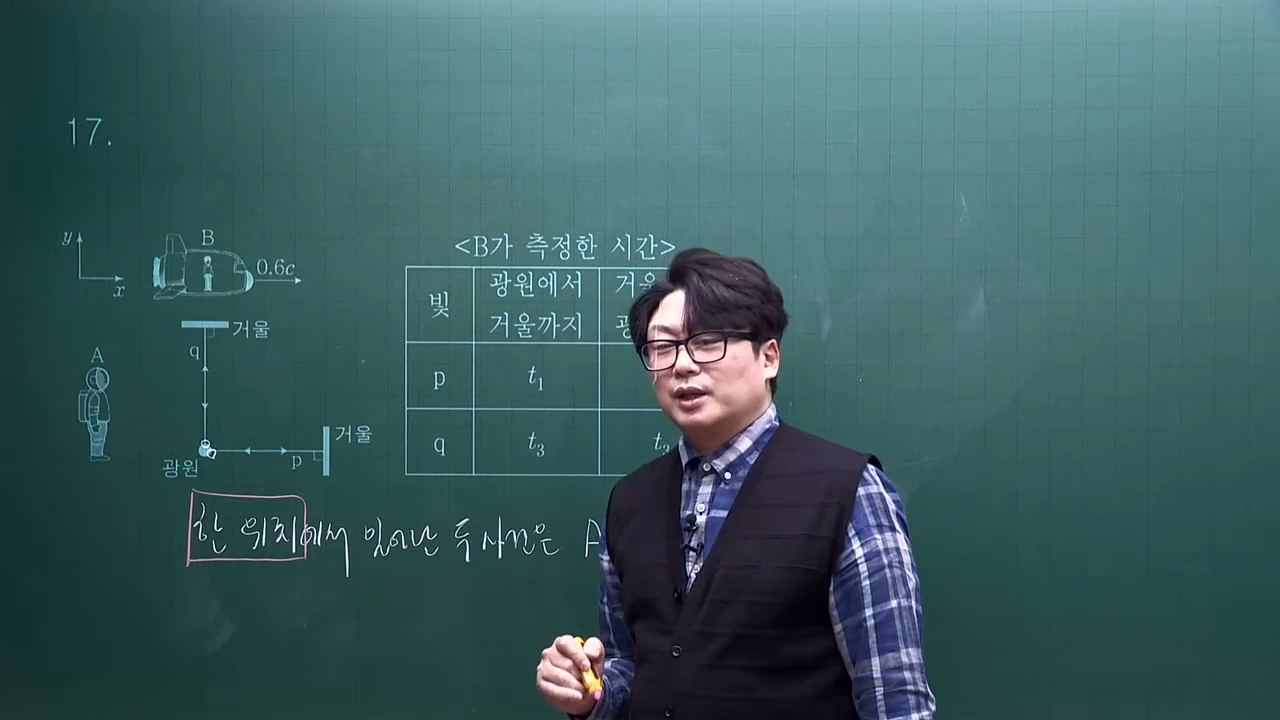 17.
y
x
B
0.6c
거울
q
A
거울
광원
p
<B가 측정한 시간>
빛
광원에서
거울까지
p
t₁
q
t₃
한 위치에서 일어난 두 사건은 A